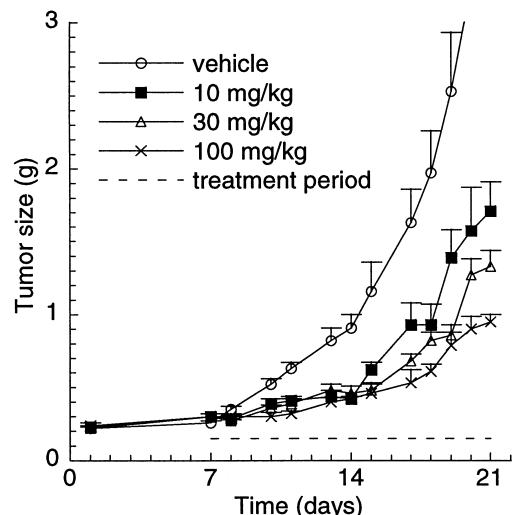 3
vehicle
10 mg/kg
30 mg/kg
100 mg/kg
treatment period
2
Tumor size (g)
1
0
0 7 14 21
Time (days)